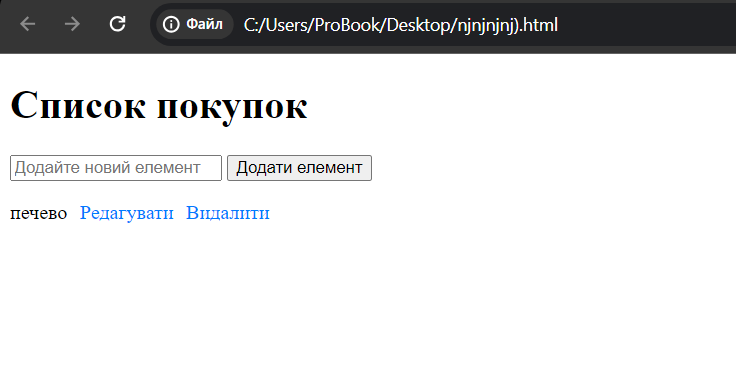 Файл C:/Users/ProBook/Desktop/njnjnjnj).html
Список покупок
Додайте новий елемент Додати елемент
печево Редагувати Видалити